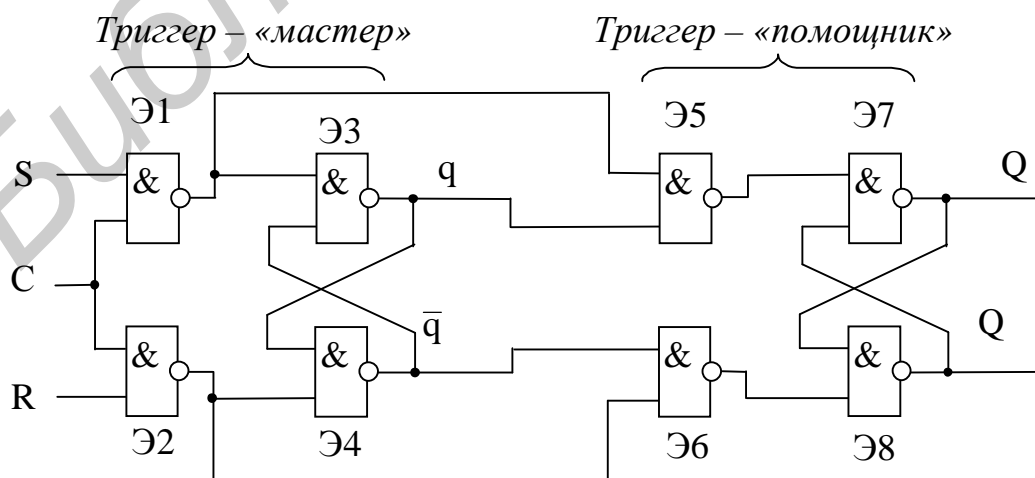 Триггер – «мастер»
Триггер – «помощник»
Э1
Э3
Э5
Э7
S
&
&
q
&
&
Q
C
R
&
&
q̅
&
&
Q
Э2
Э4
Э6
Э8